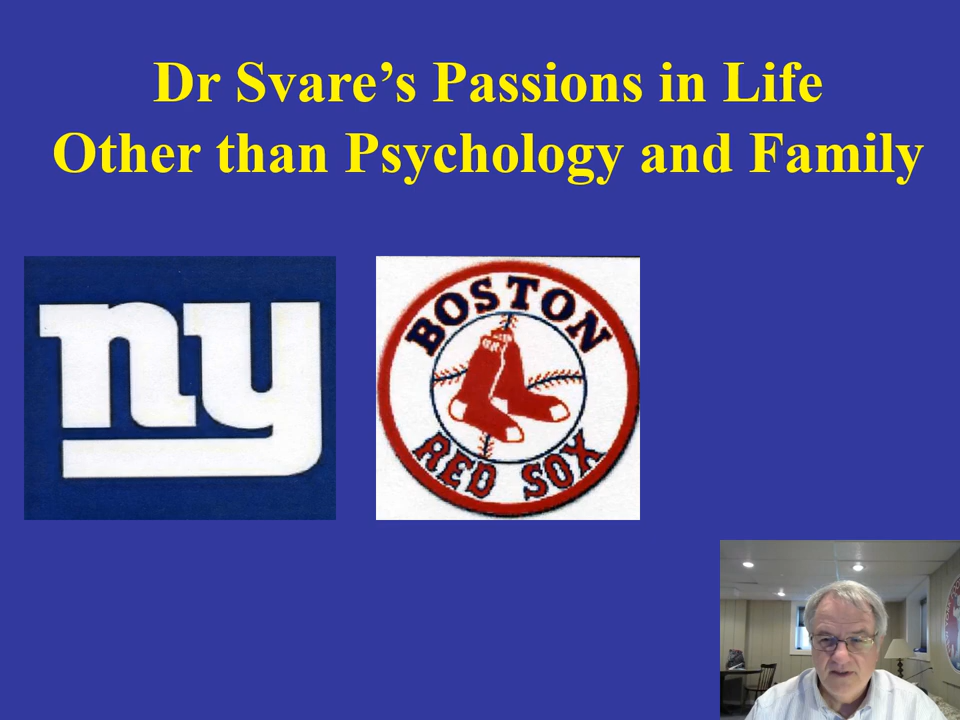 Dr Svare’s Passions in Life
Other than Psychology and Family
ny
BOSTON
RED SOX